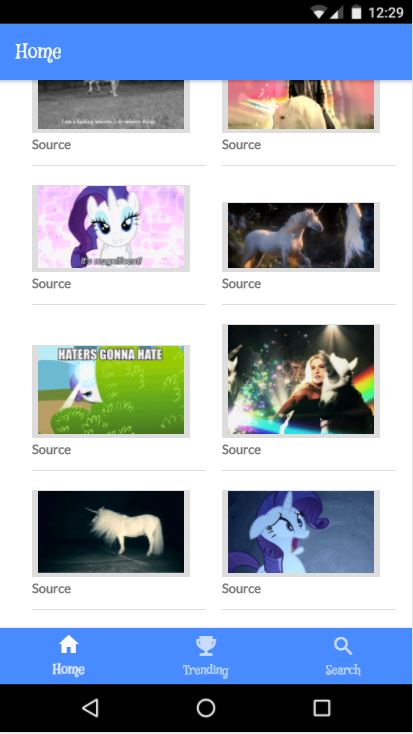 12:29
Home
I am a fucking unicorn. I do unicorn things.
Source
Source
It's magnificent!
Source
Source
HATERS GONNA HATE
Source
Source
Source
Source
Home
Trending
Search